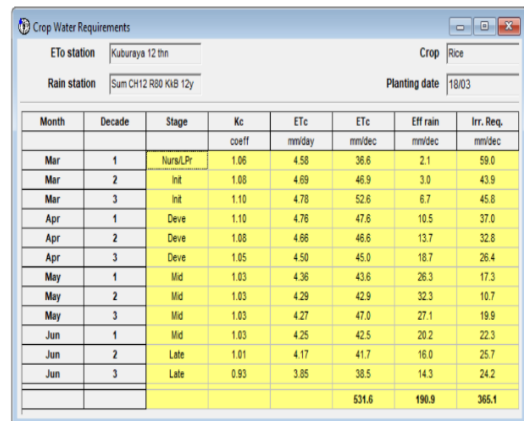 Crop Water Requirements
ETo station Kuburaya 12 thn Crop Rice
Rain station Sum CH12 R80 KkB 12y Planting date 18/03
Month Decade Stage Kc ETc ETc Eff rain Irr. Req.
coeff mm/day mm/dec mm/dec mm/dec
Mar 1 Nurs/LPr 1.06 4.58 36.6 2.1 59.0
Mar 2 Init 1.08 4.69 46.9 3.0 43.9
Mar 3 Init 1.10 4.78 52.6 6.7 45.8
Apr 1 Deve 1.10 4.76 47.6 10.5 37.0
Apr 2 Deve 1.08 4.66 46.6 13.7 32.8
Apr 3 Deve 1.05 4.50 45.0 18.7 26.4
May 1 Mid 1.03 4.36 43.6 26.3 17.3
May 2 Mid 1.03 4.29 42.9 32.3 10.7
May 3 Mid 1.03 4.27 47.0 27.1 19.9
Jun 1 Mid 1.03 4.25 42.5 20.2 22.3
Jun 2 Late 1.01 4.17 41.7 16.0 25.7
Jun 3 Late 0.93 3.85 38.5 14.3 24.2
531.6 190.9 365.1